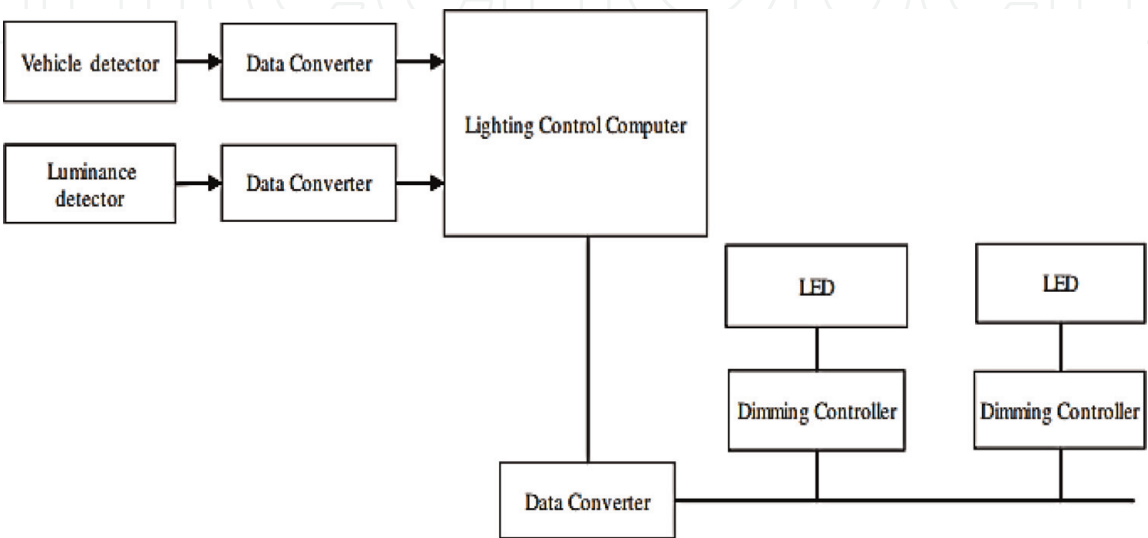 Vehicle detector
Data Converter
Lighting Control Computer
Luminance
detector
Data Converter
LED
LED
Dimming Controller
Dimming Controller
Data Converter